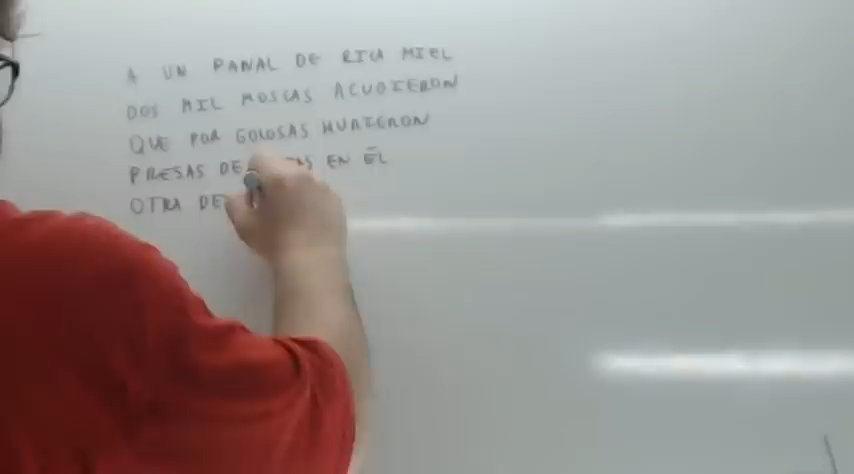 A UN PANAL DE RICA MIEL
DOS MIL MOSCAS ACUDIERON
QUE POR GOLOSAS MURIERON
PRESAS DE EN ÉL
OTRA DE